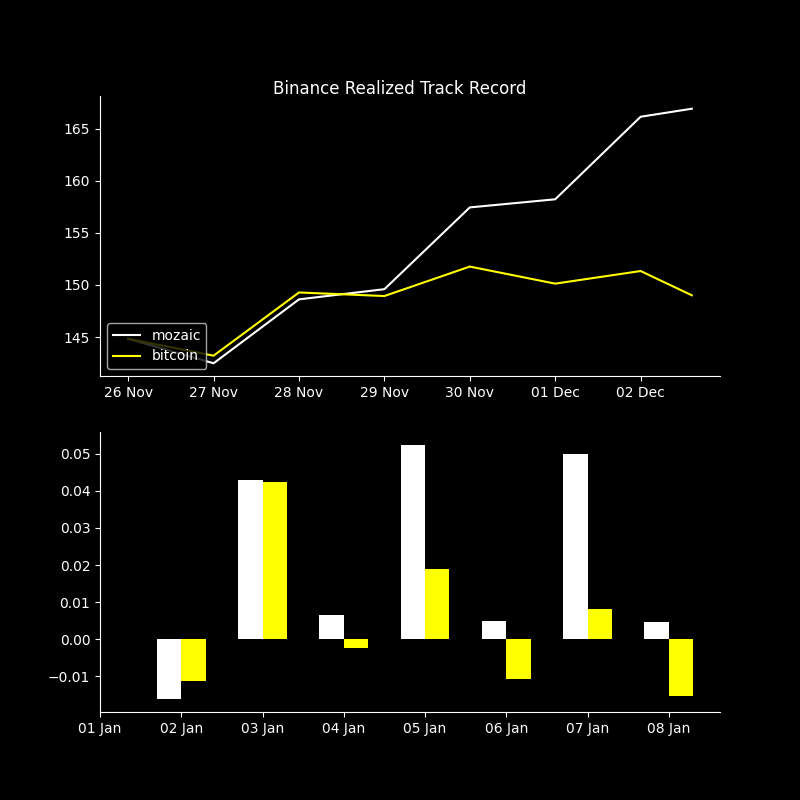 Binance Realized Track Record
165
160
155
150
145
mozaic
bitcoin
26 Nov 27 Nov 28 Nov 29 Nov 30 Nov 01 Dec 02 Dec
0.05
0.04
0.03
0.02
0.01
0.00
−0.01
01 Jan 02 Jan 03 Jan 04 Jan 05 Jan 06 Jan 07 Jan 08 Jan